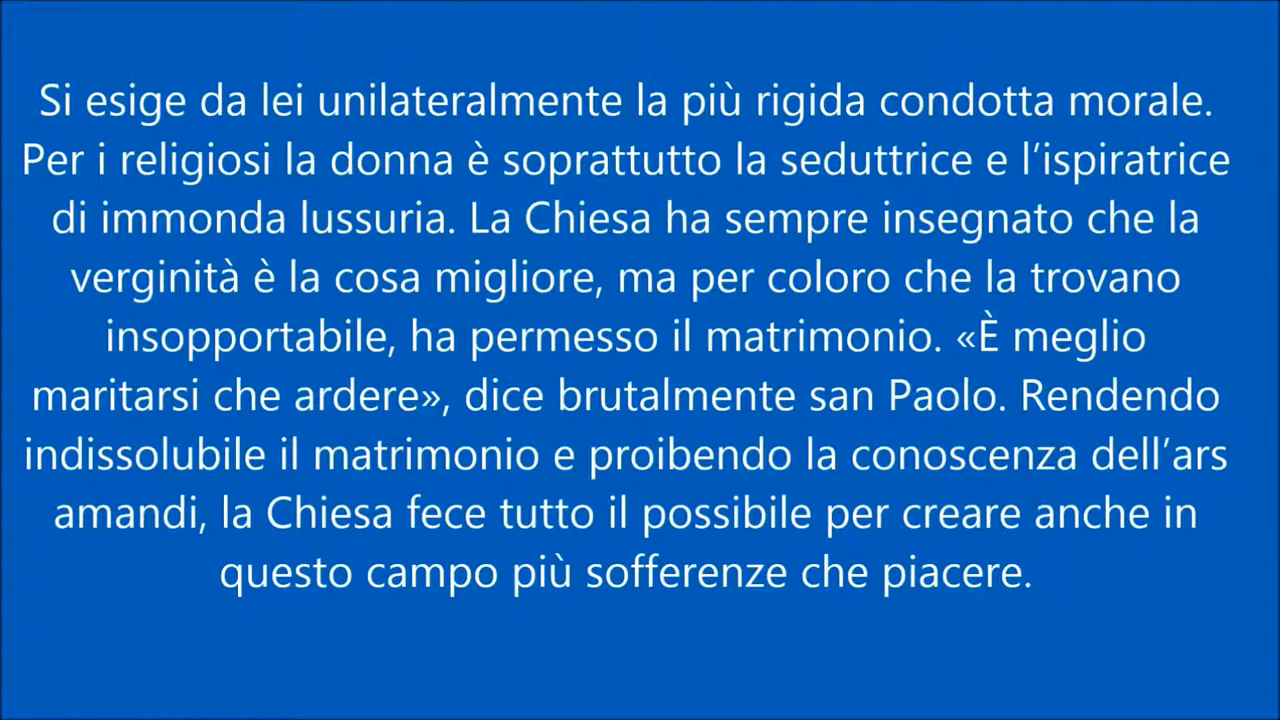 Si esige da lei unilateralmente la più rigida condotta morale.
Per i religiosi la donna è soprattutto la seduttrice e l’ispiratrice
di immonda lussuria. La Chiesa ha sempre insegnato che la
verginità è la cosa migliore, ma per coloro che la trovano
insopportabile, ha permesso il matrimonio. «È meglio
maritarsi che ardere», dice brutalmente san Paolo. Rendendo
indissolubile il matrimonio e proibendo la conoscenza dell’ars
amandi, la Chiesa fece tutto il possibile per creare anche in
questo campo più sofferenze che piacere.